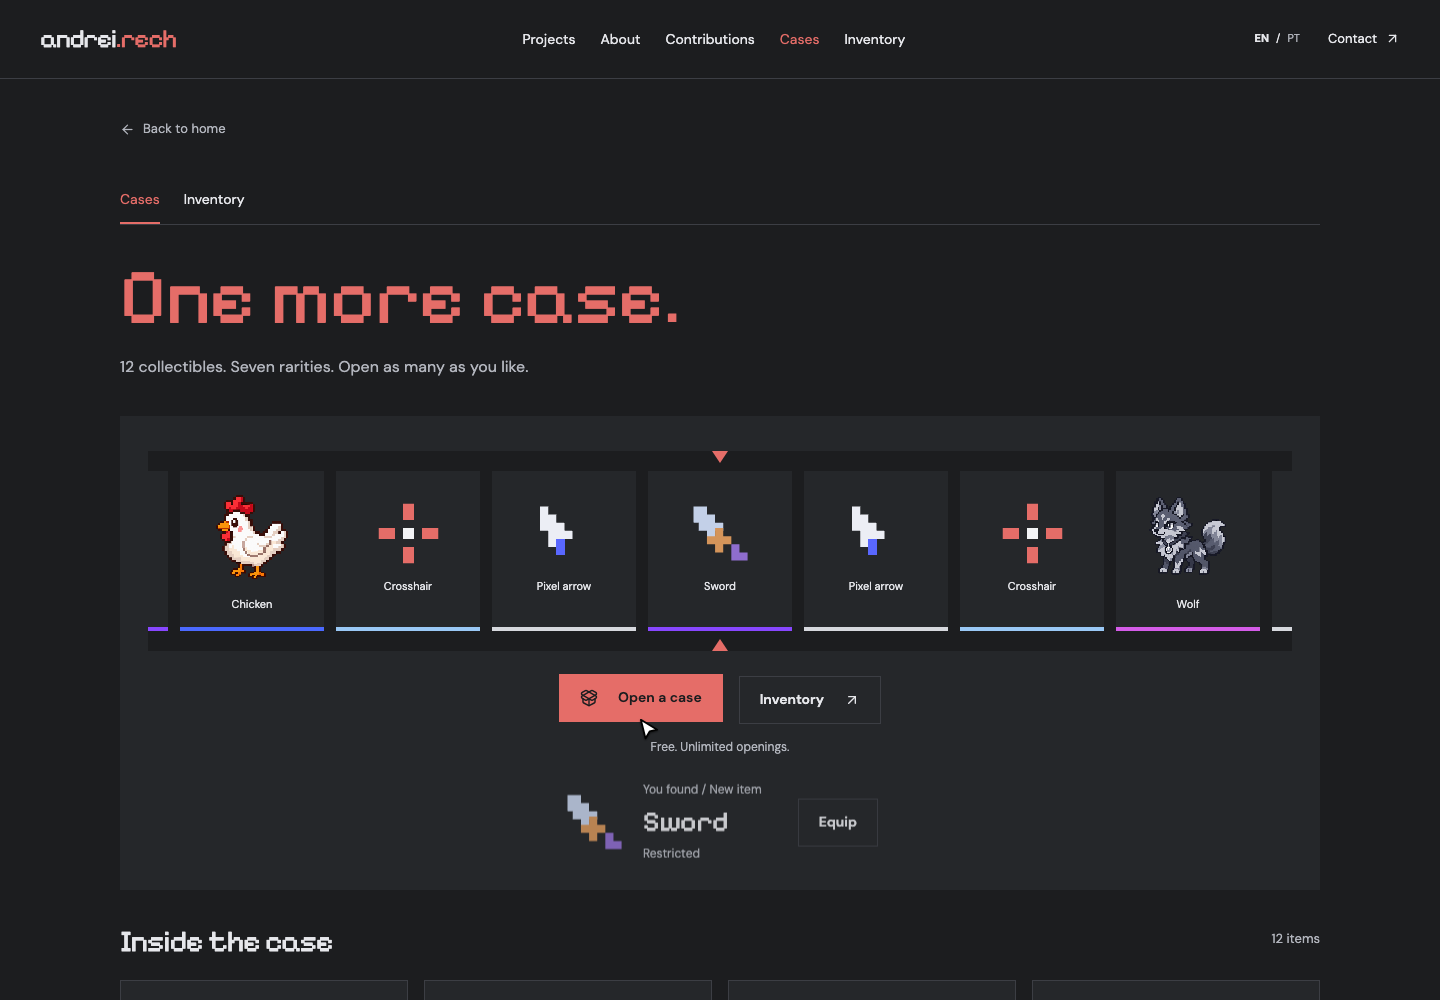 andrei.rech
Projects About Contributions Cases Inventory
EN / PT
Contact
Back to home
Cases Inventory
One more case.
12 collectibles. Seven rarities. Open as many as you like.
Chicken
Crosshair
Pixel arrow
Sword
Pixel arrow
Crosshair
Wolf
Open a case
Inventory
Free. Unlimited openings.
You found / New item
Sword
Restricted
Equip
Inside the case
12 items